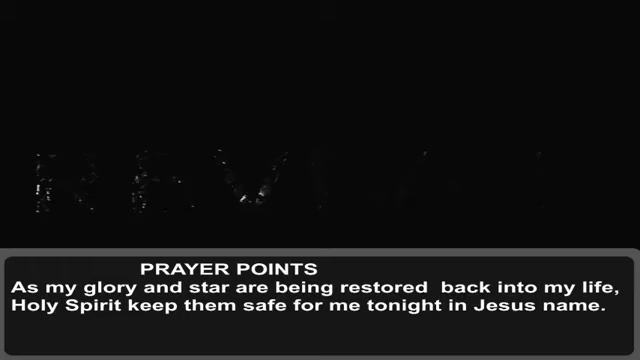 PRAYER POINTS
As my glory and star are being restored back into my life,
Holy Spirit keep them safe for me tonight in Jesus name.